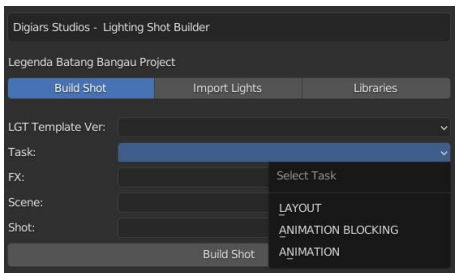 Digiars Studios - Lighting Shot Builder
Legenda Batang Bangau Project
Build Shot Import Lights Libraries
LGT Template Ver:
Task:
FX:
Select Task
Scene:
LAYOUT
Shot:
ANIMATION BLOCKING
ANIMATION
Build Shot